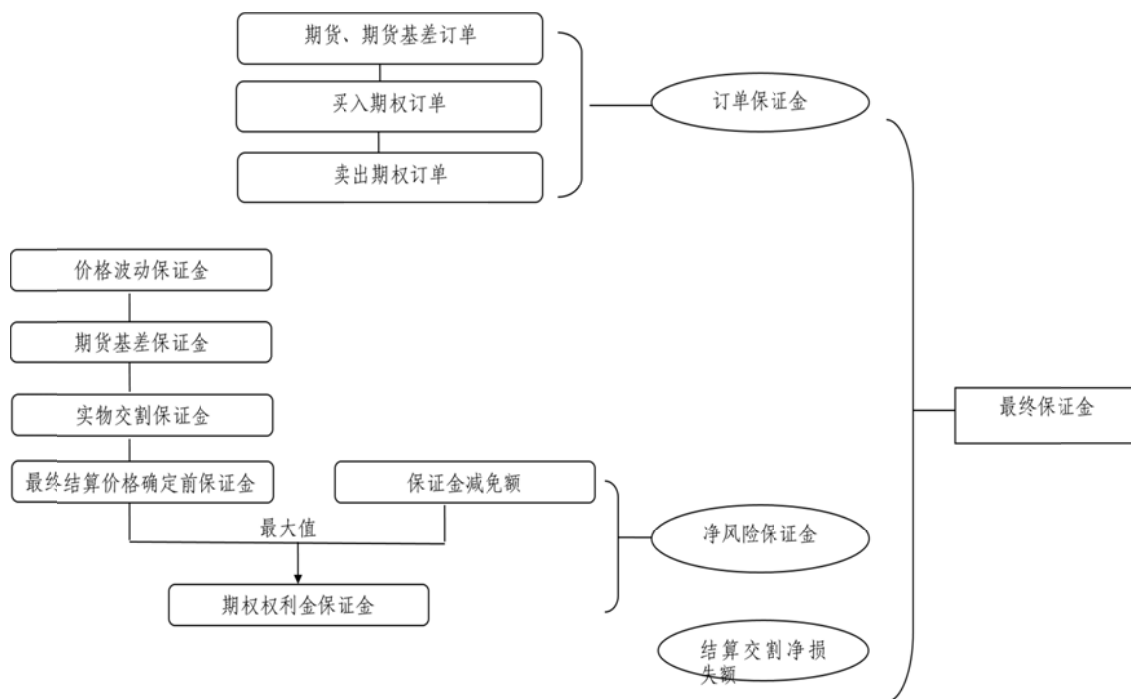 期货、期货基差订单
买入期权订单
订单保证金
卖出期权订单
价格波动保证金
期货基差保证金
实物交割保证金
最终保证金
最终结算价格确定前保证金
保证金减免额
最大值
净风险保证金
期权权利金保证金
结算交割净损
失额